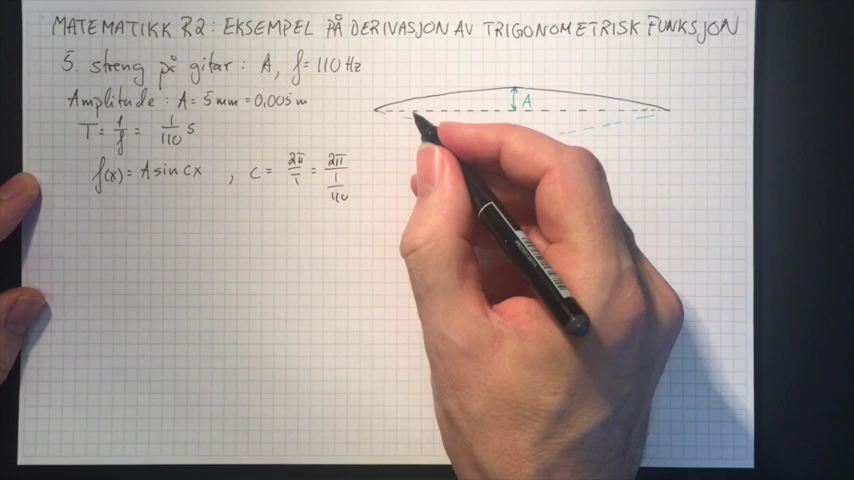 MATEMATIKK R2: EKSEMPEL PÅ DERIVASJON AV TRIGONOMETRISK FUNKSJON
5. streng på gitar: A, f=110 Hz
Amplitude: A = 5 mm = 0,005 m
A
T = 1/f = 1/110 s
f(x) = A sin cx , c = 2π/T = 2π/(1/110)